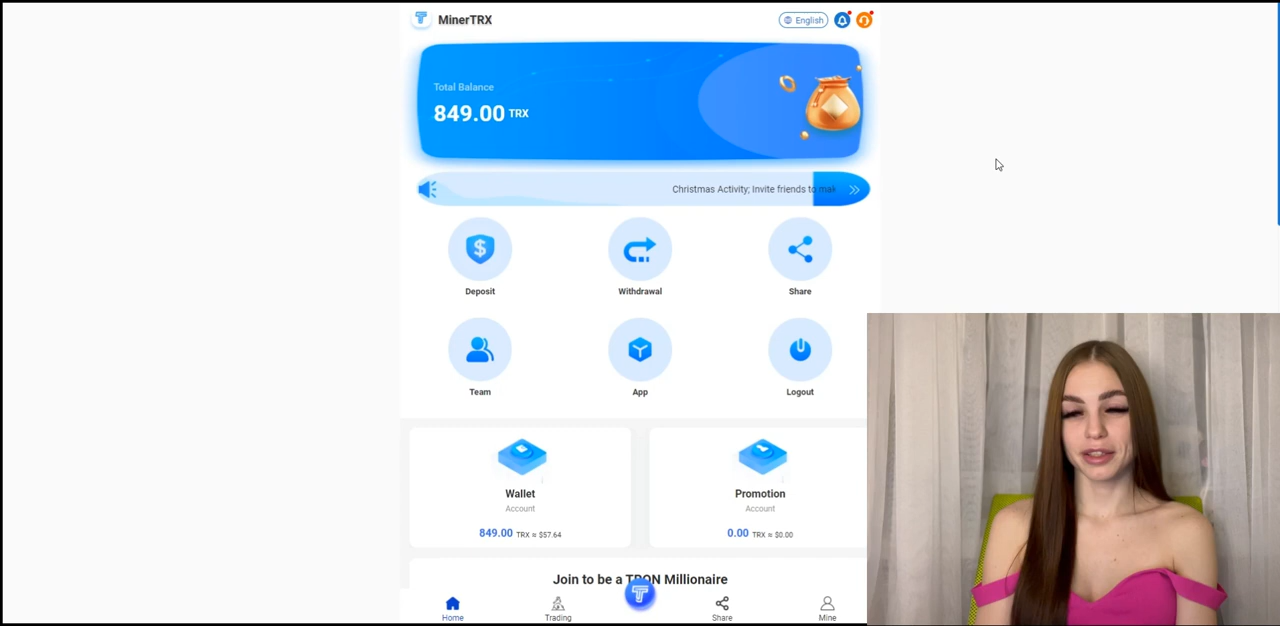 MinerTRX
English
Total Balance
849.00 TRX
Christmas Activity; Invite friends to mak
Deposit
Withdrawal
Share
Team
App
Logout
Wallet
Account
849.00 TRX ≈ $57.64
Promotion
Account
0.00 TRX ≈ $0.00
Join to be a TRON Millionaire
Home
Trading
Share
Mine